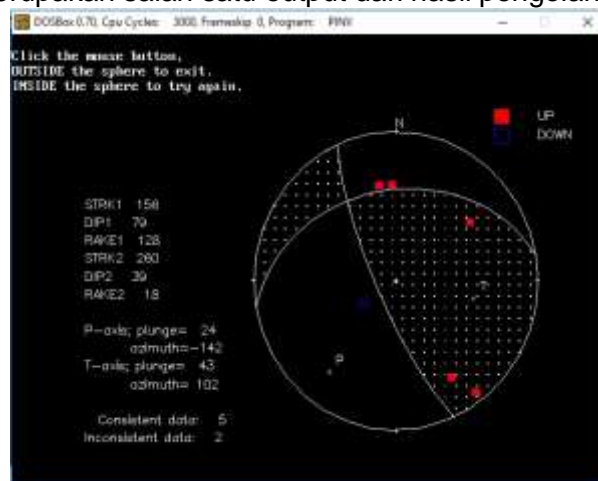 erupakan salah satu output dari hasil pengolah
DOSBox 0.70, Cpu Cycles: 3000, Frameskip 0, Program: PINV
Click the mouse button,
OUTSIDE the sphere to exit.
INSIDE the sphere to try again.
N
UP
DOWN
STRK1 158
DIP1 79
RAKE1 128
STRK2 260
DIP2 39
RAKE2 18
P-axis; plunge= 24
azimuth=-142
T-axis; plunge= 43
azimuth= 102
Consistent data: 5
Inconsistent data: 2
T
P